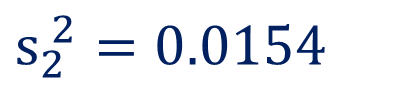 s₂² = 0.0154